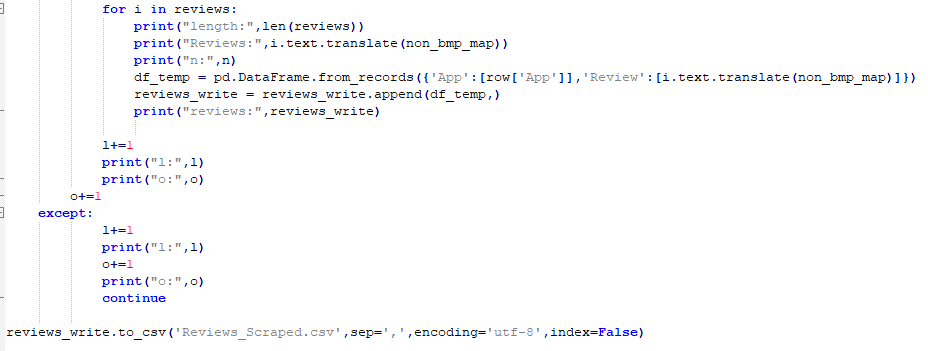 for i in reviews:
print("length:",len(reviews))
print("Reviews:",i.text.translate(non_bmp_map))
print("n:",n)
df_temp = pd.DataFrame.from_records({'App':[row['App']],'Review':[i.text.translate(non_bmp_map)]})
reviews_write = reviews_write.append(df_temp,)
print("reviews:",reviews_write)
l+=1
print("l:",l)
print("o:",o)
o+=1
except:
l+=1
print("l:",l)
o+=1
print("o:",o)
continue
reviews_write.to_csv('Reviews_Scraped.csv',sep=',',encoding='utf-8',index=False)